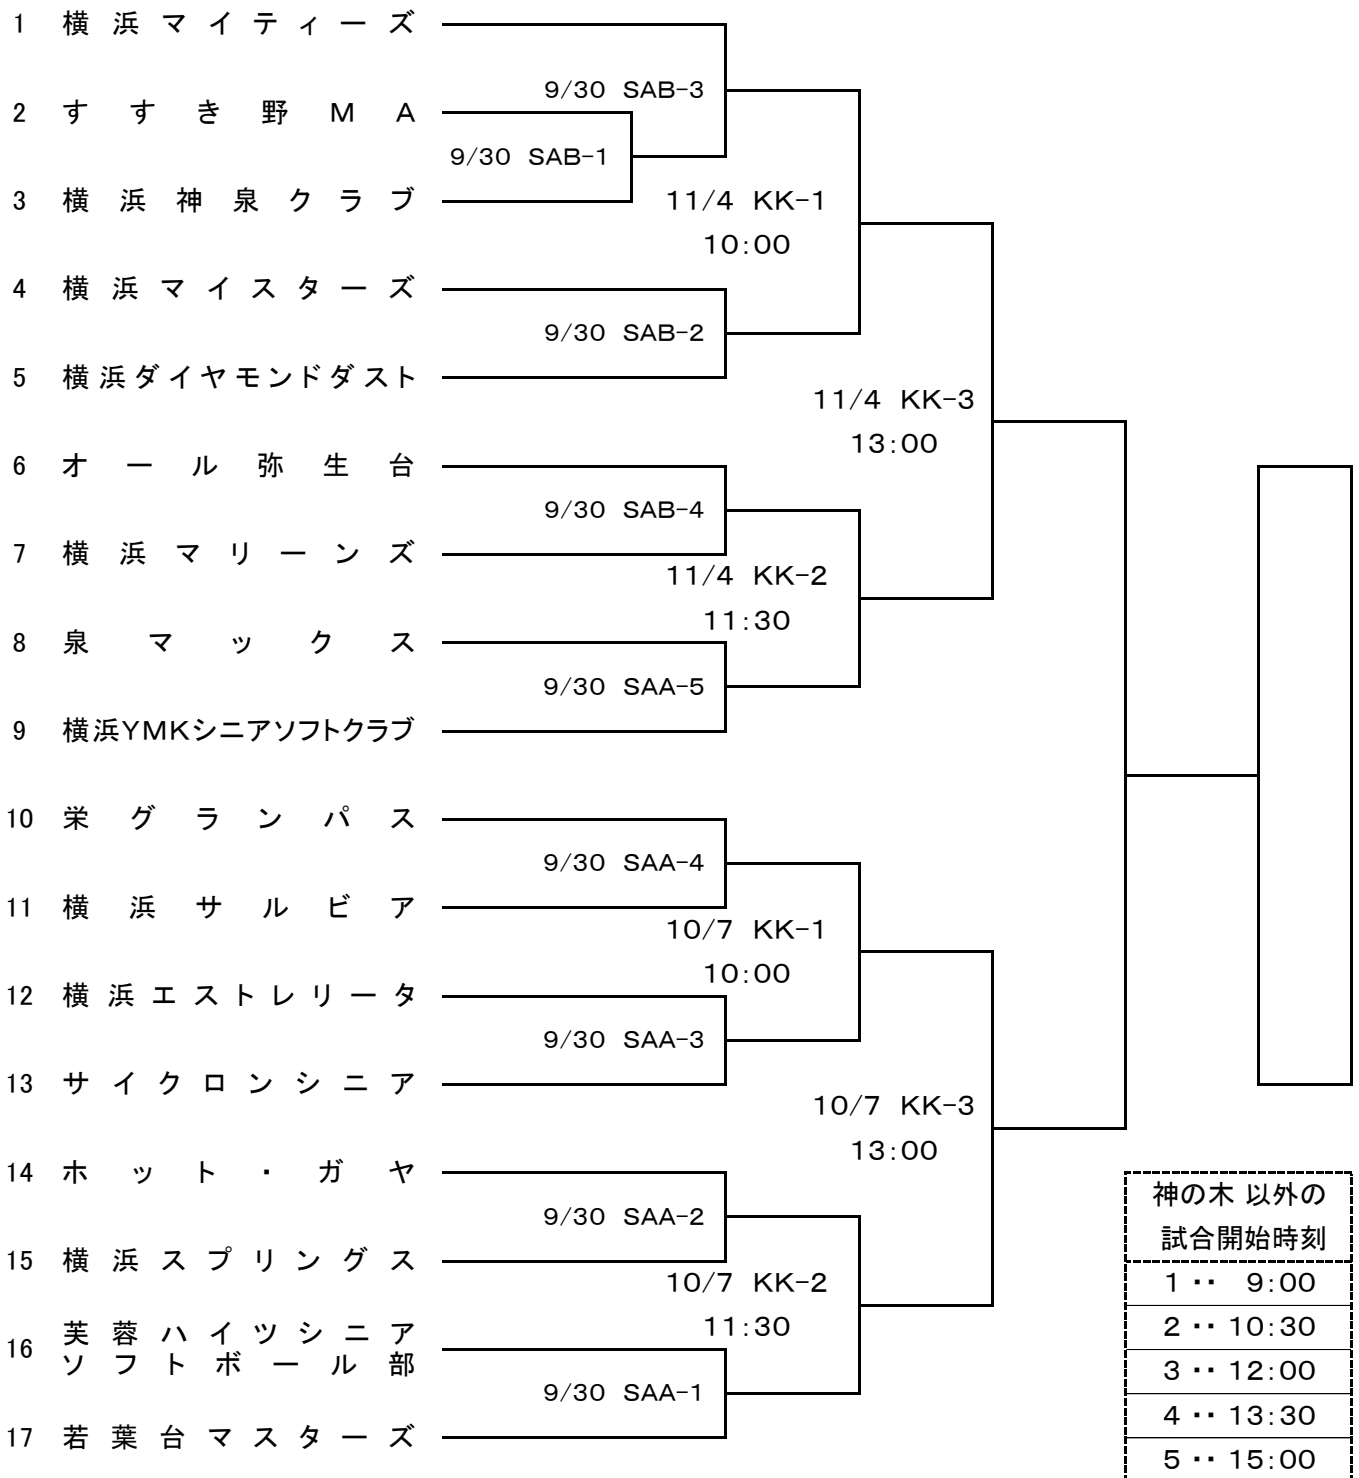 1 横浜マイティーズ
9/30 SAB-3
2 すすき野MA
9/30 SAB-1
3 横浜神泉クラブ
11/4 KK-1
10:00
4 横浜マイスターズ
9/30 SAB-2
5 横浜ダイヤモンドダスト
11/4 KK-3
13:00
6 オール弥生台
9/30 SAB-4
7 横浜マリーンズ
11/4 KK-2
11:30
8 泉マックス
9/30 SAA-5
9 横浜YMKシニアソフトクラブ
10 栄グランパス
9/30 SAA-4
11 横浜サルビア
10/7 KK-1
10:00
12 横浜エストレリータ
9/30 SAA-3
13 サイクロンシニア
10/7 KK-3
13:00
14 ホット・ガヤ
9/30 SAA-2
15 横浜スプリングス
10/7 KK-2
11:30
16 芙蓉ハイツシニア
ソフトボール部
9/30 SAA-1
17 若葉台マスターズ
神の木 以外の
試合開始時刻
1 ‥ 9:00
2 ‥ 10:30
3 ‥ 12:00
4 ‥ 13:30
5 ‥ 15:00